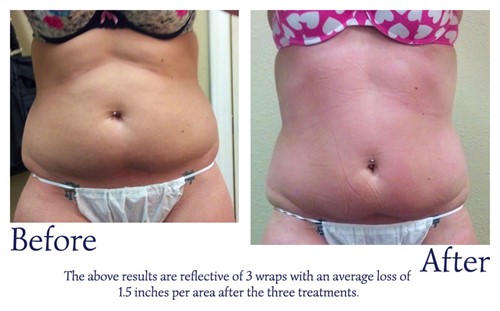 Before
After
The above results are reflective of 3 wraps with an average loss of
1.5 inches per area after the three treatments.